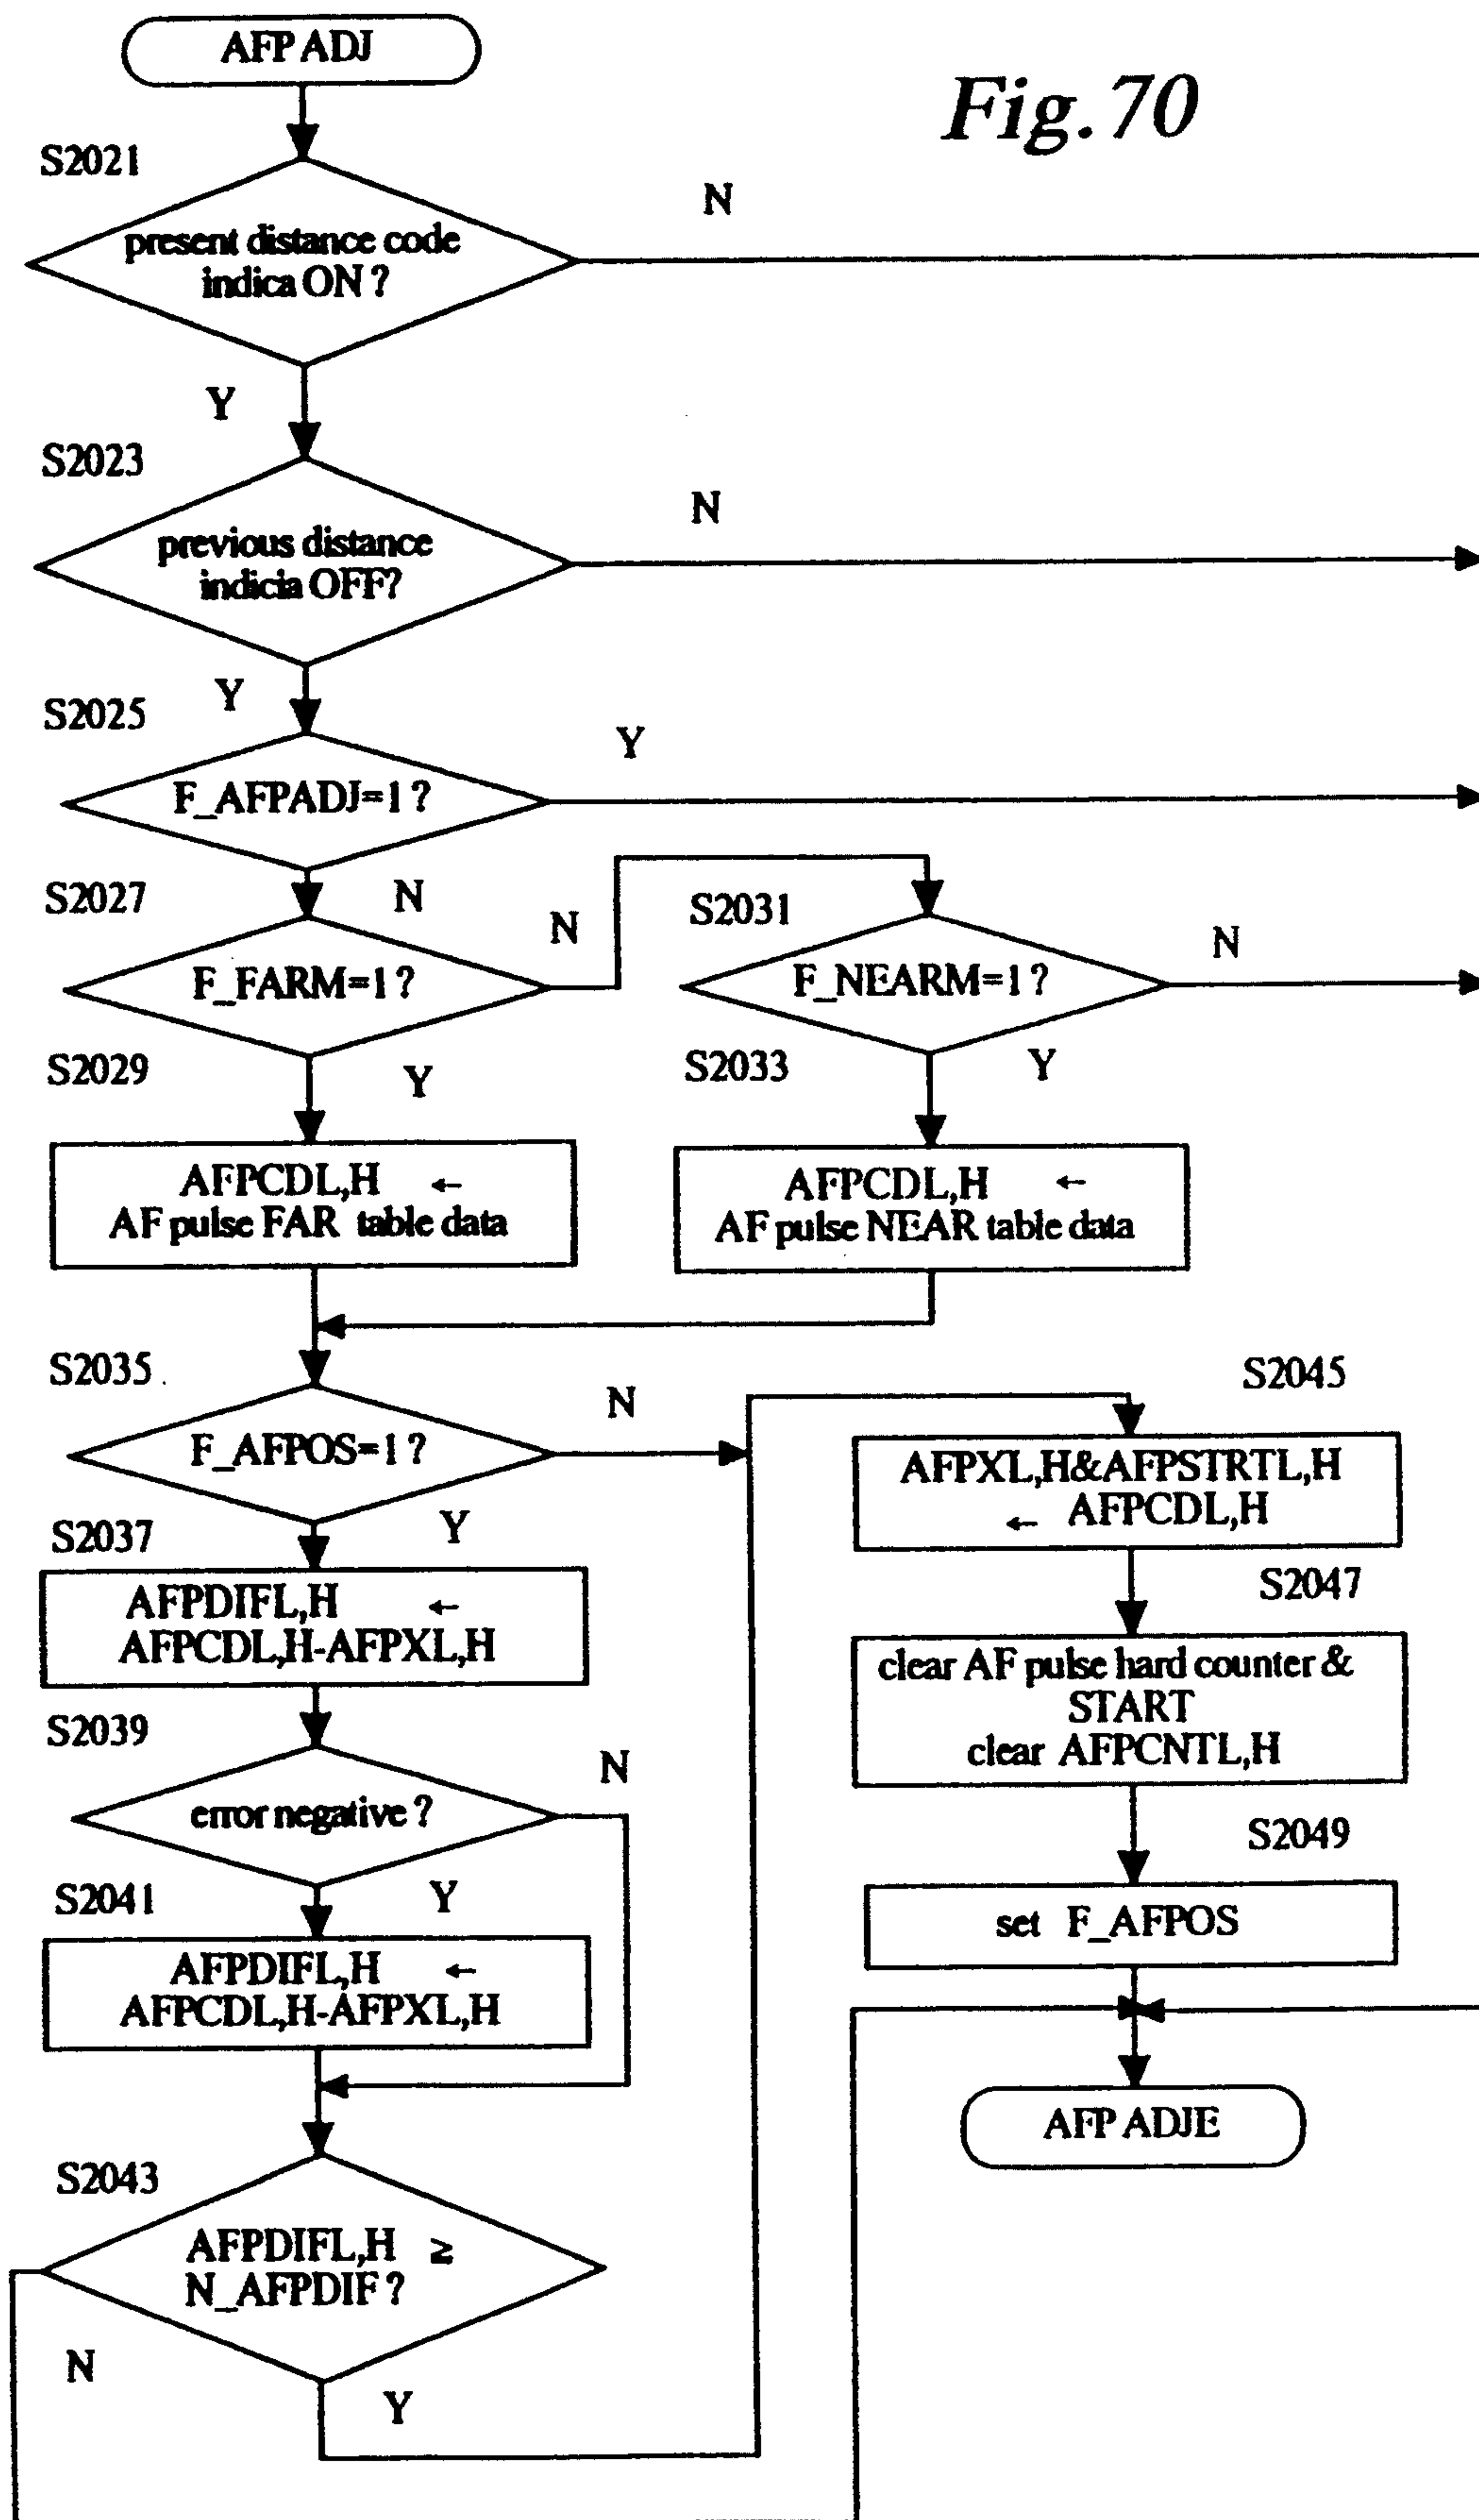 AFP ADJ
Fig. 70
S2021
N
present distance code
indica ON ?
Y
S2023
N
previous distance
indicia OFF?
Y
S2025
Y
F_AFPADJ=1 ?
S2027
N
N
S2031
N
F_FARM=1 ?
F_NEARM=1 ?
S2029
Y
S2033
Y
AFPCDL,H ←
AF pulse FAR table data
AFPCDL,H ←
AF pulse NEAR table data
S2035
N
S2045
F_AFPOS=1 ?
AFPXL,H&AFPSTRTL,H
← AFPCDL,H
S2037
Y
S2047
AFPDIFL,H ←
AFPCDL,H-AFPXL,H
clear AF pulse hard counter &
START
clear AFPCNTL,H
S2039
N
error negative ?
S2049
S2041
Y
set F_AFPOS
AFPDIFL,H ←
AFPCDL,H-AFPXL,H
AFP ADJE
S2043
AFPDIFL,H ≥
N_AFPDIF ?
N
Y